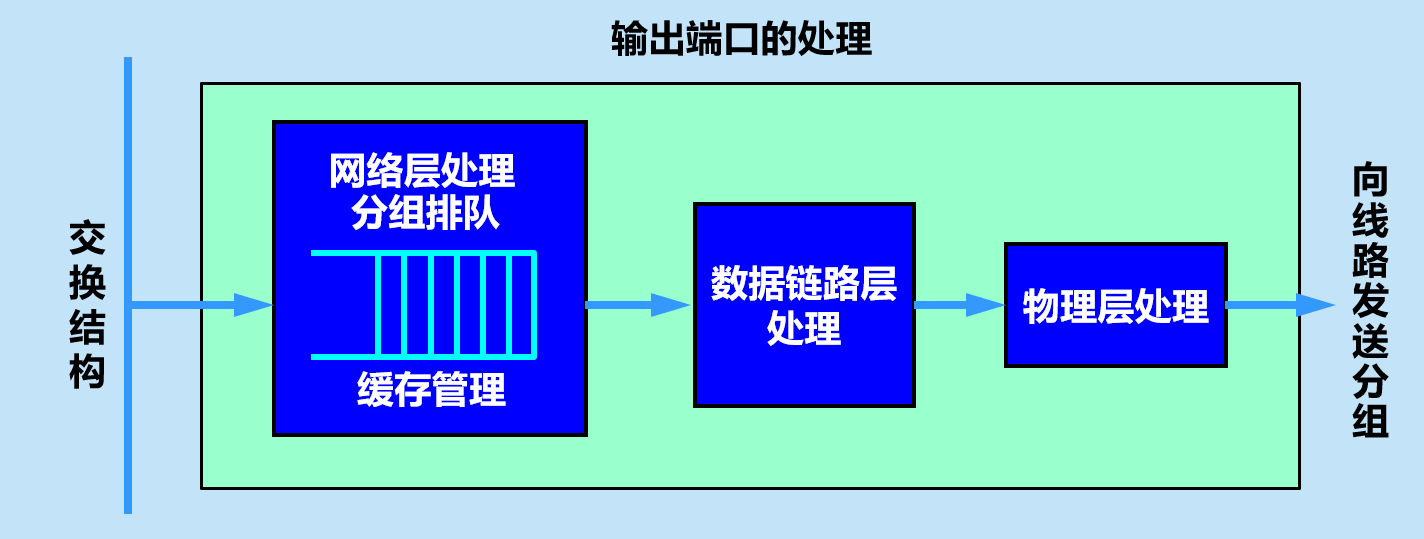 输出端口的处理
交换结构
网络层处理
分组排队
缓存管理
数据链路层
处理
物理层处理
向线路发送分组